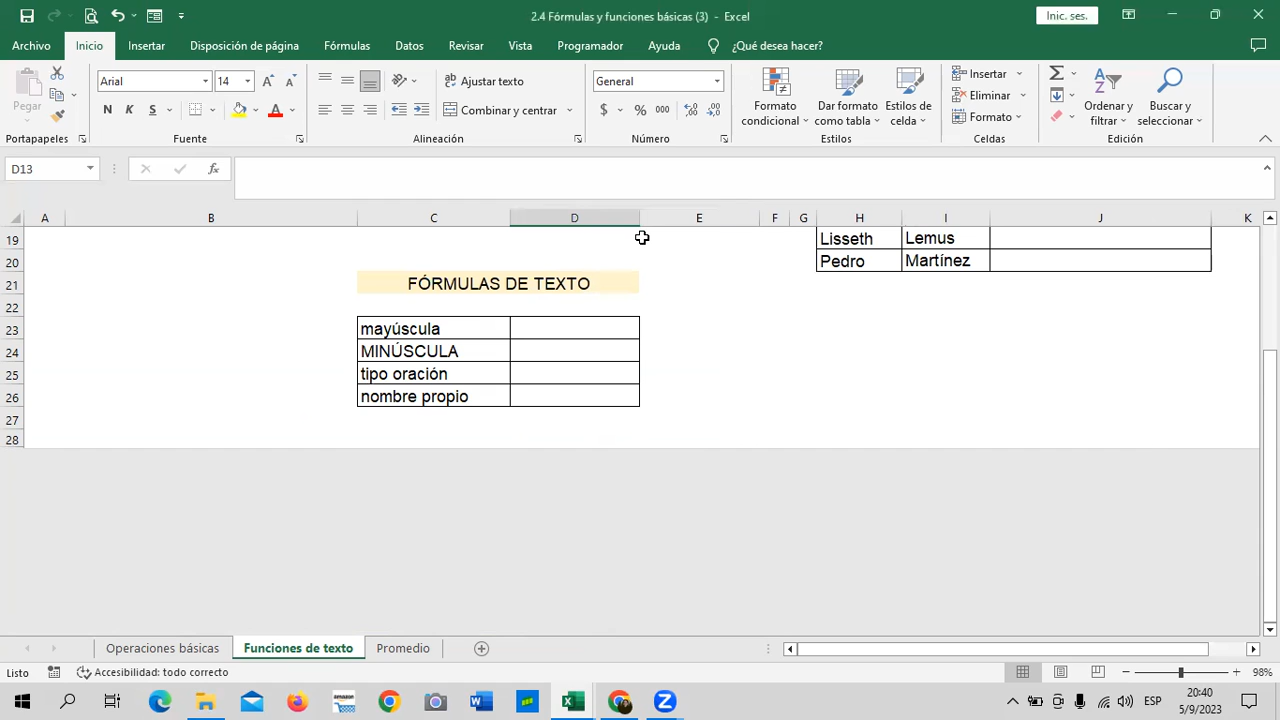 2.4 Fórmulas y funciones básicas (3) - Excel
Inic. ses.
Archivo Inicio Insertar Disposición de página Fórmulas Datos Revisar Vista Programador Ayuda ¿Qué desea hacer?
Pegar
Arial 14
Ajustar texto
General
Formato condicional
Dar formato como tabla
Estilos de celda
Insertar
Eliminar
Formato
Ordenar y filtrar
Buscar y seleccionar
N K S
Combinar y centrar
$ % 000
Portapapeles Fuente Alineación Número Estilos Celdas Edición
D13 fx
A B C D E F G H I J K
19 Lisseth Lemus
20 Pedro Martínez
21 FÓRMULAS DE TEXTO
22
23 mayúscula
24 MINÚSCULA
25 tipo oración
26 nombre propio
27
28
Operaciones básicas Funciones de texto Promedio
Listo Accesibilidad: todo correcto 98%
ESP 20:40
5/9/2023